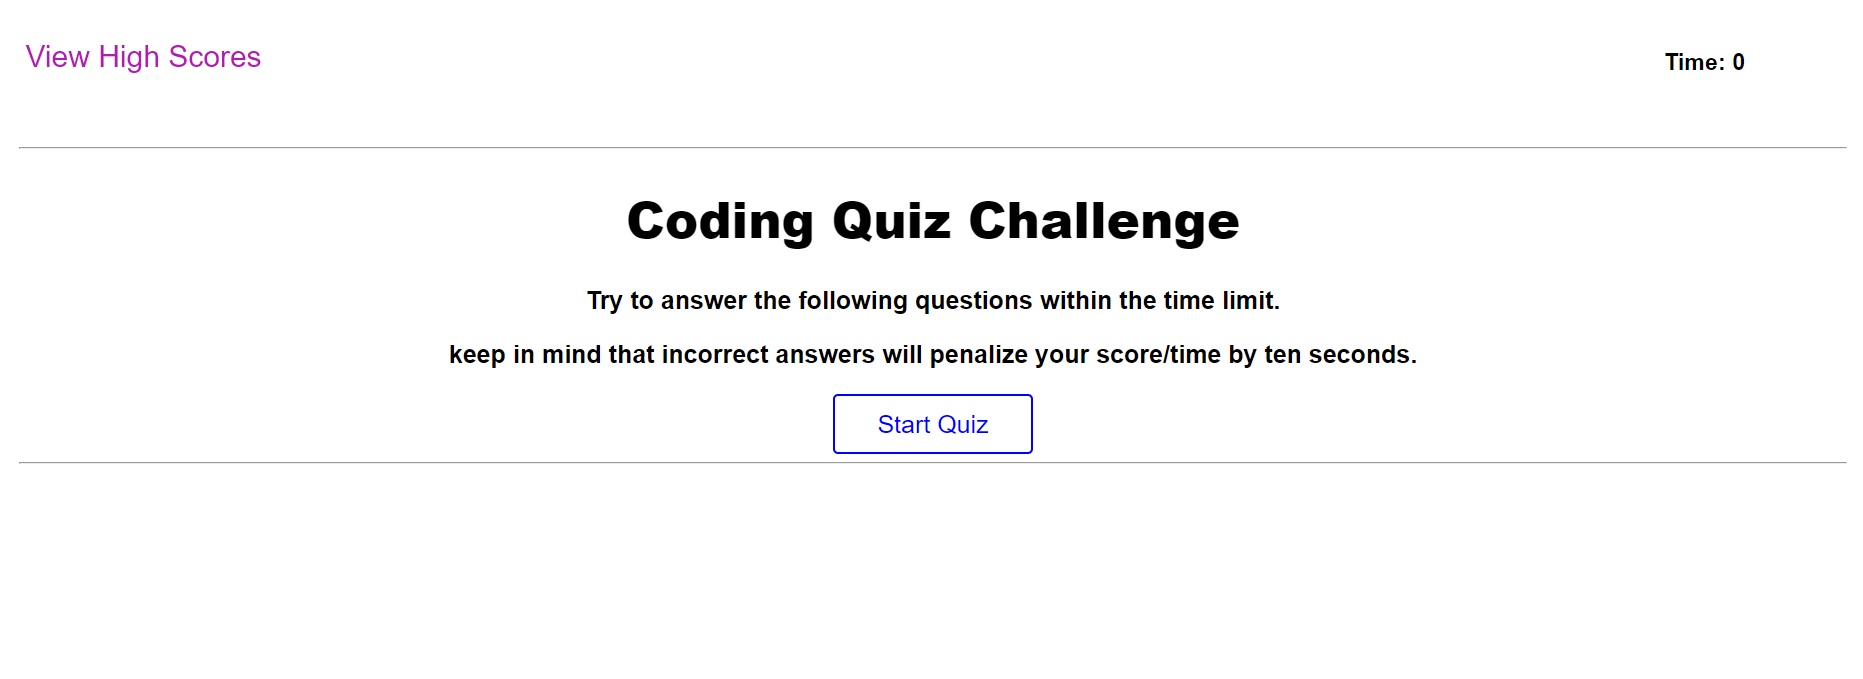 View High Scores
Time: 0
Coding Quiz Challenge
Try to answer the following questions within the time limit.
keep in mind that incorrect answers will penalize your score/time by ten seconds.
Start Quiz